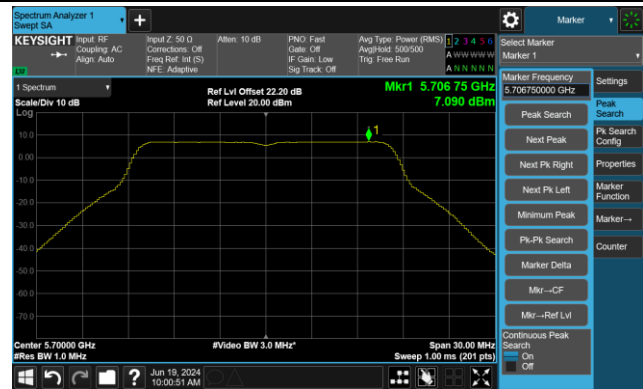 Spectrum Analyzer 1
Swept SA
+
Marker
KEYSIGHT
Input: RF
Coupling: AC
Align: Auto
Input Z: 50 Ω
Corrections: Off
Freq Ref: Int (S)
NFE: Adaptive
Atten: 10 dB
PNO: Fast
Gate: Off
IF Gain: Low
Sig Track: Off
Avg Type: Power (RMS)
Avg|Hold: 500/500
Trig: Free Run
1 2 3 4 5 6
A W W W W W
A N N N N N
LV
Select Marker
Marker 1
1 Spectrum
Scale/Div 10 dB
Ref Lvl Offset 22.20 dB
Ref Level 20.00 dBm
Mkr1 5.706 75 GHz
7.090 dBm
Log
10.0
0.00
-10.0
-20.0
-30.0
-40.0
-50.0
-60.0
-70.0
1
Center 5.70000 GHz
#Res BW 1.0 MHz
#Video BW 3.0 MHz*
Span 30.00 MHz
Sweep 1.00 ms (201 pts)
Marker Frequency
5.706750000 GHz
Peak Search
Next Peak
Next Pk Right
Next Pk Left
Minimum Peak
Pk-Pk Search
Marker Delta
Mkr→CF
Mkr→Ref Lvl
Continuous Peak
Search
On
Off
Settings
Peak
Search
Pk Search
Config
Properties
Marker
Function
Marker→
Counter
?
Jun 19, 2024
10:00:51 AM